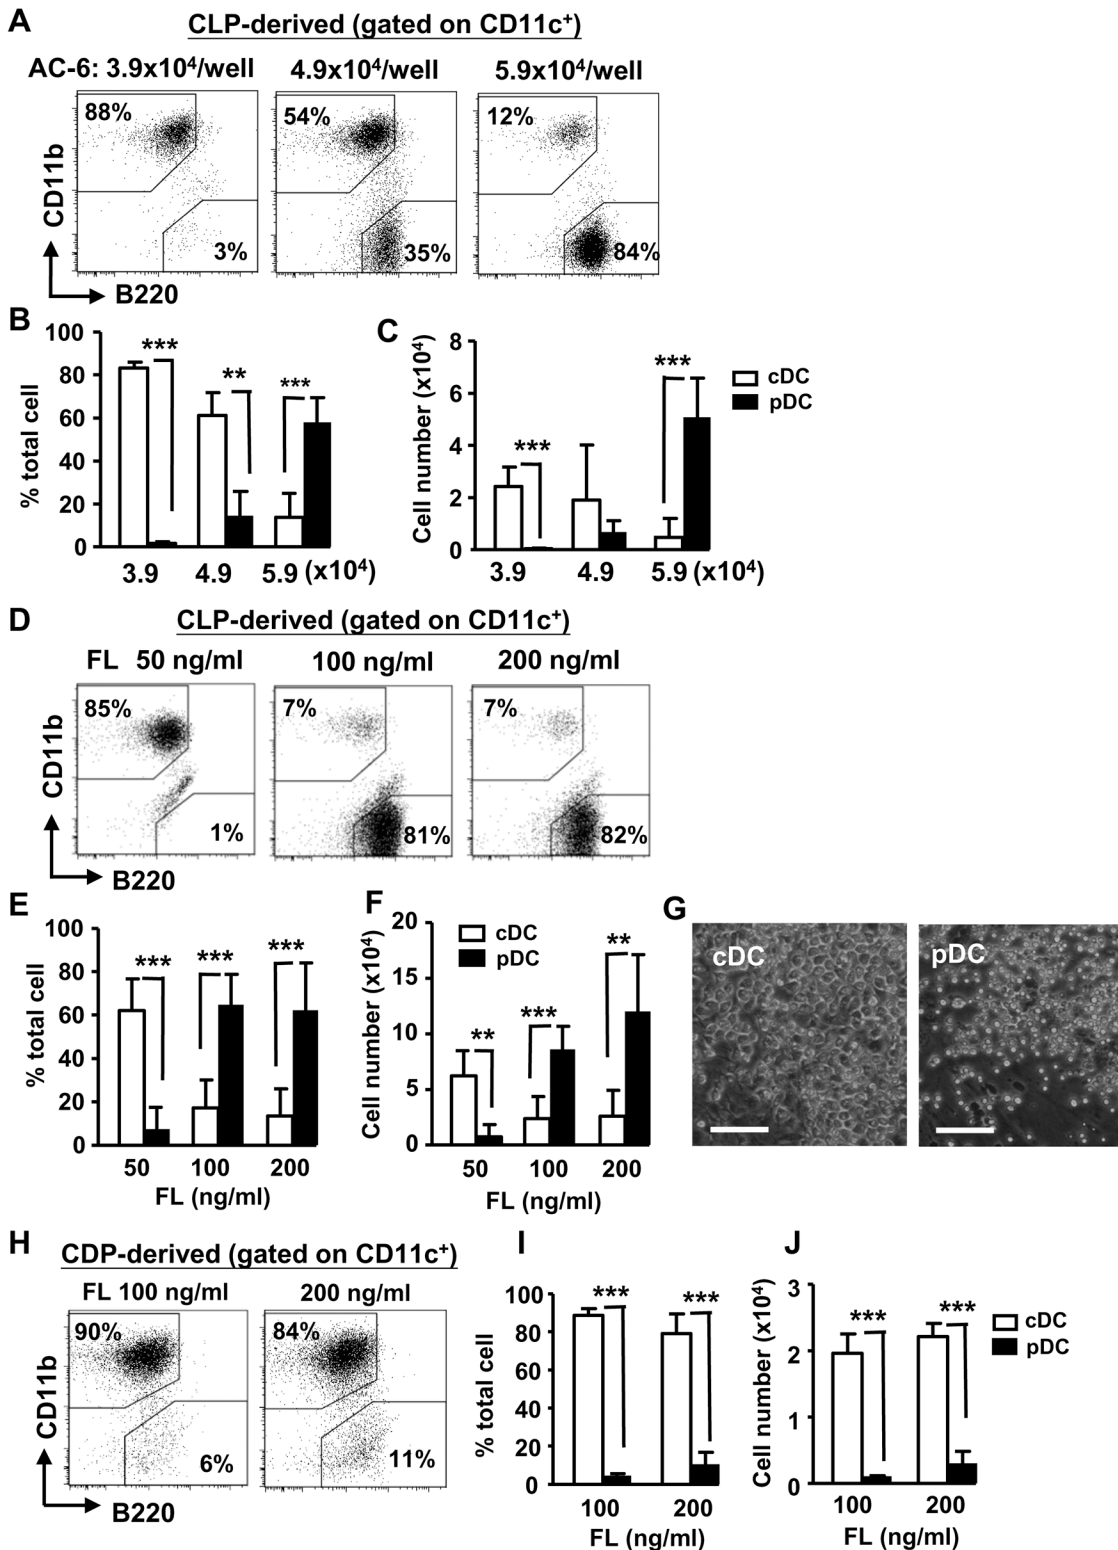 A
CLP-derived (gated on CD11c⁺)
AC-6: 3.9x10⁴/well 4.9x10⁴/well 5.9x10⁴/well
88% 54% 12%
CD11b
3% 35% 84%
B220
B
100
80
60
40
20
0
% total cell
*** ** ***
3.9 4.9 5.9 (x10⁴)
C
8
6
4
2
0
Cell number (x10⁴)
*** ***
3.9 4.9 5.9 (x10⁴)
cDC
pDC
D
CLP-derived (gated on CD11c⁺)
FL 50 ng/ml 100 ng/ml 200 ng/ml
85% 7% 7%
CD11b
1% 81% 82%
B220
E
100
80
60
40
20
0
% total cell
*** *** ***
50 100 200
FL (ng/ml)
F
20
15
10
5
0
Cell number (x10⁴)
cDC
pDC
** *** **
50 100 200
FL (ng/ml)
G
cDC pDC
H
CDP-derived (gated on CD11c⁺)
FL 100 ng/ml 200 ng/ml
90% 84%
CD11b
6% 11%
B220
I
100
80
60
40
20
0
% total cell
*** ***
100 200
FL (ng/ml)
J
3
2
1
0
Cell number (x10⁴)
*** ***
100 200
FL (ng/ml)
cDC
pDC